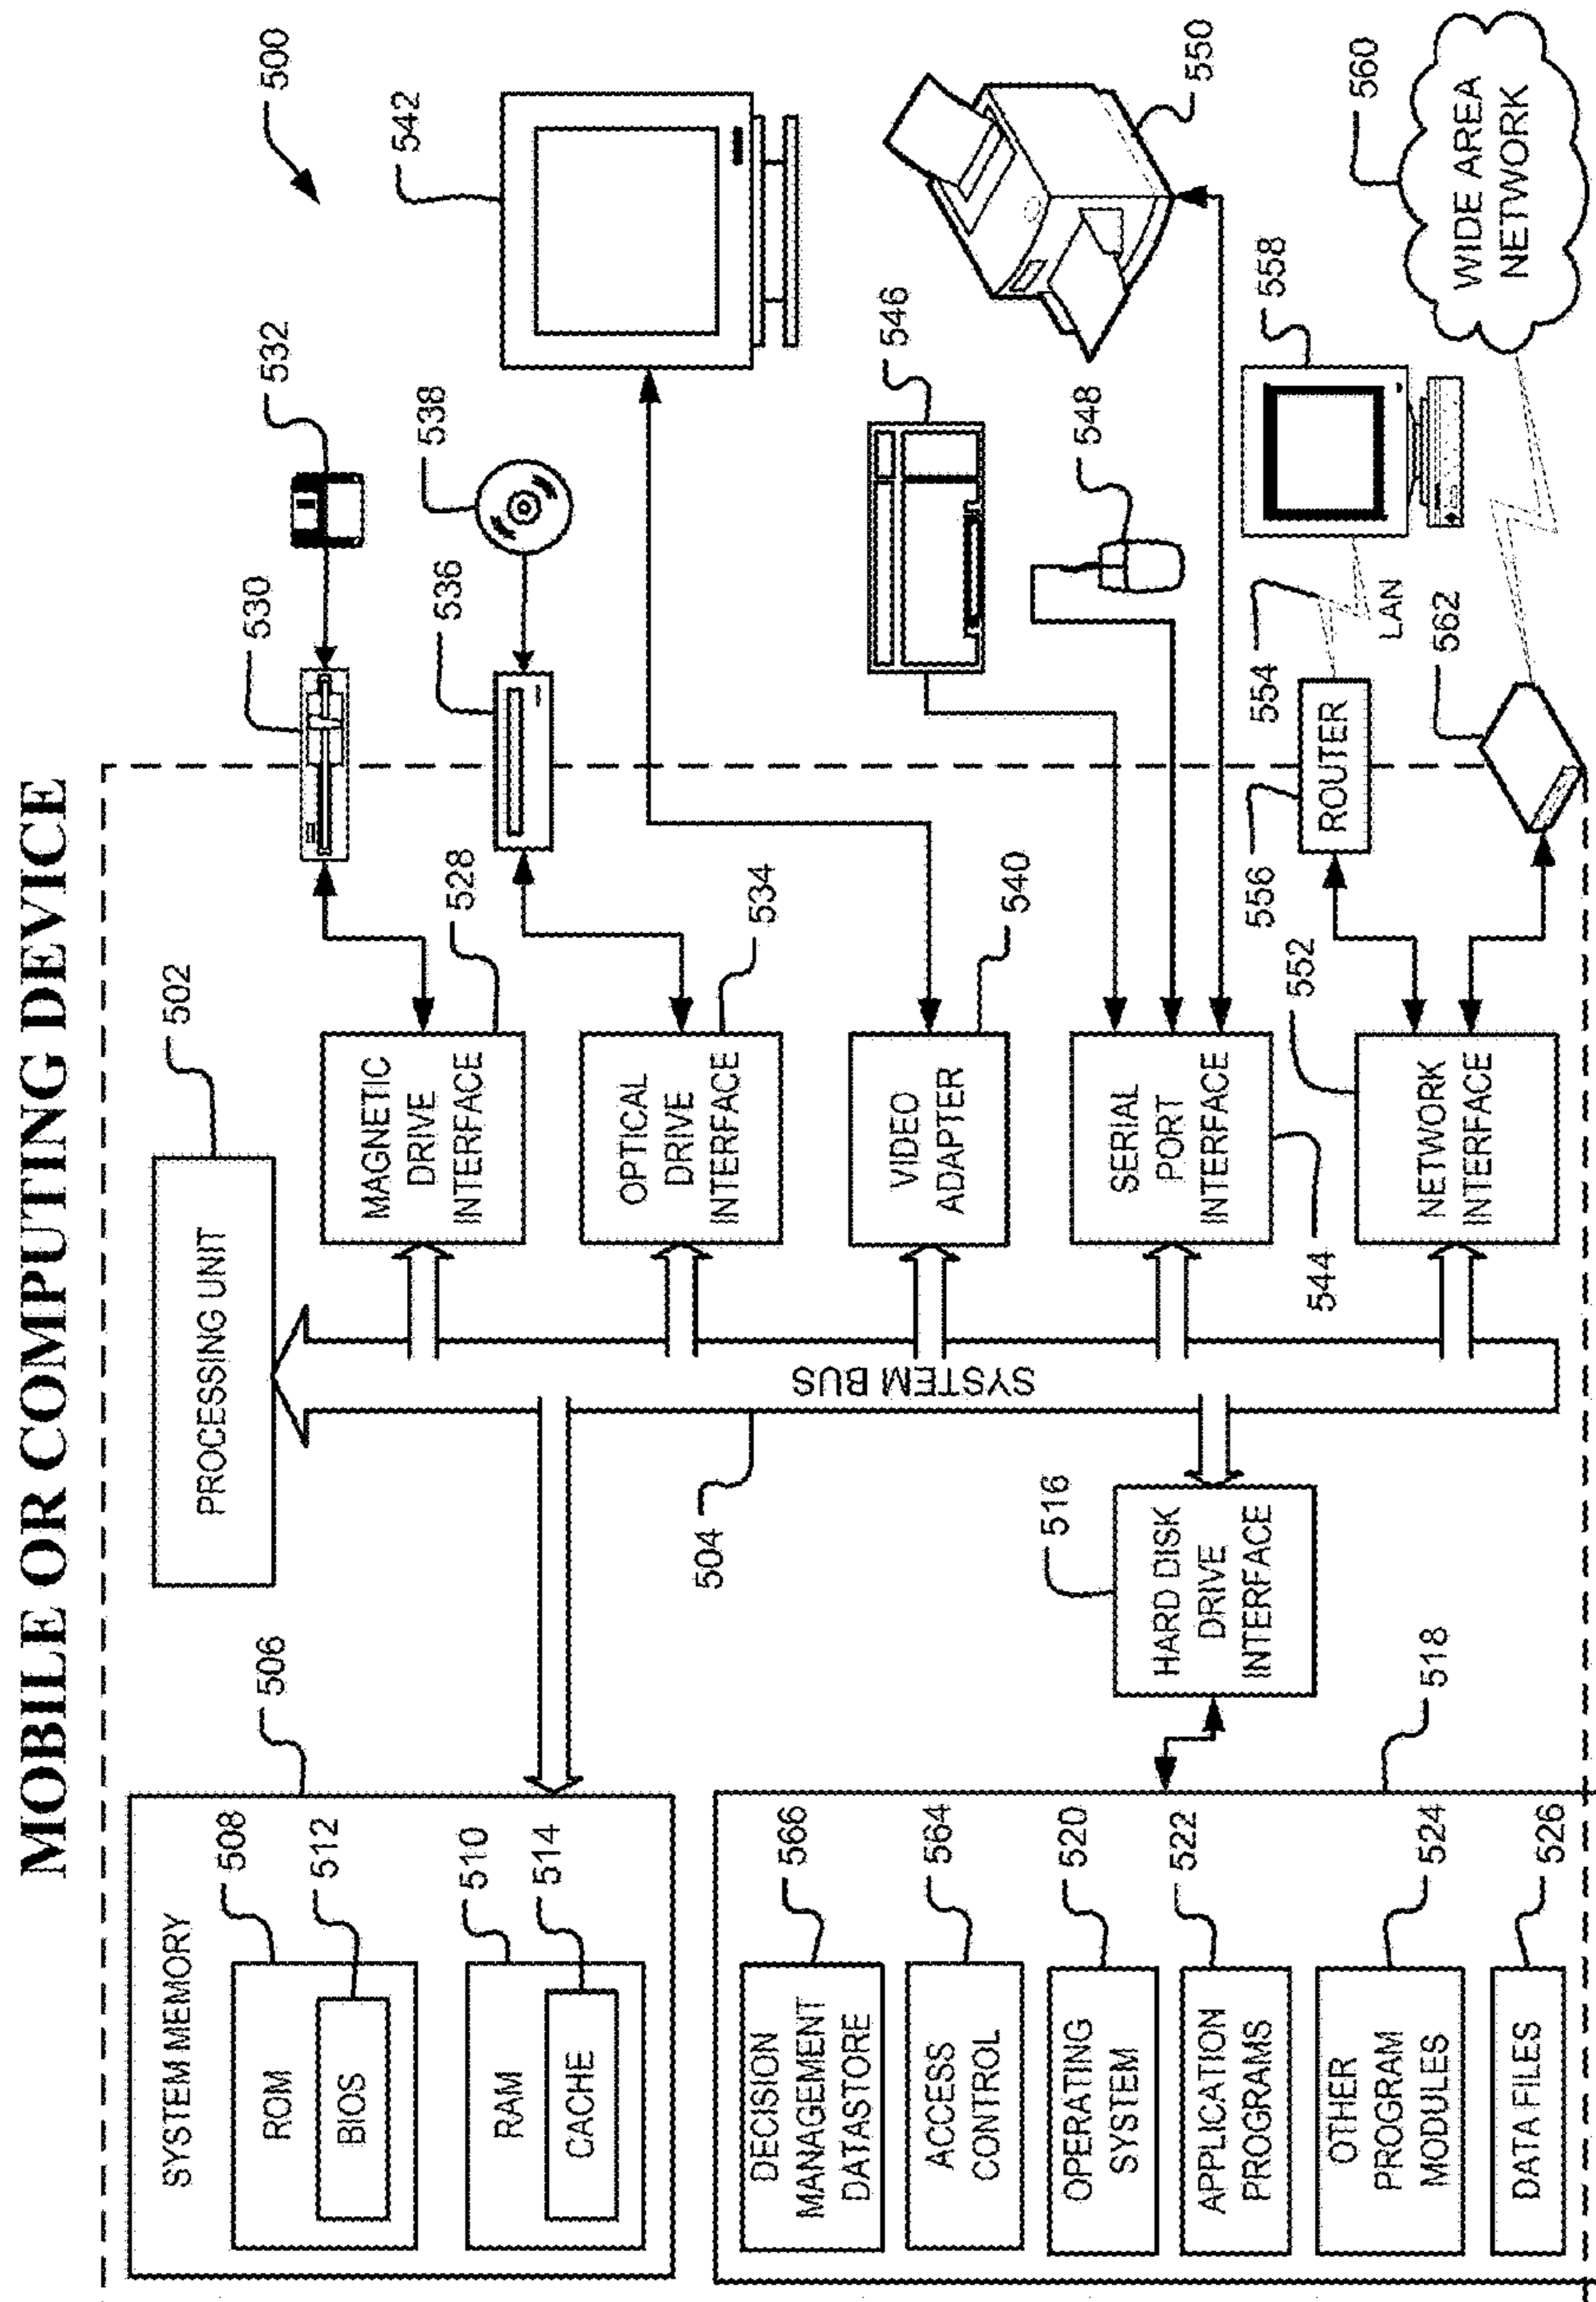 MOBILE OR COMPUTING DEVICE
500
502
PROCESSING UNIT
506
SYSTEM MEMORY
508
ROM
512
BIOS
510
RAM
514
CACHE
504
SYSTEM BUS
528
MAGNETIC
DRIVE
INTERFACE
530
532
534
OPTICAL
DRIVE
INTERFACE
536
538
540
VIDEO
ADAPTER
542
544
SERIAL
PORT
INTERFACE
546
548
550
552
NETWORK
INTERFACE
556
ROUTER
554
LAN
558
562
560
WIDE AREA
NETWORK
516
HARD DISK
DRIVE
INTERFACE
518
566
DECISION
MANAGEMENT
DATASTORE
564
ACCESS
CONTROL
520
OPERATING
SYSTEM
522
APPLICATION
PROGRAMS
524
OTHER
PROGRAM
MODULES
526
DATA FILES